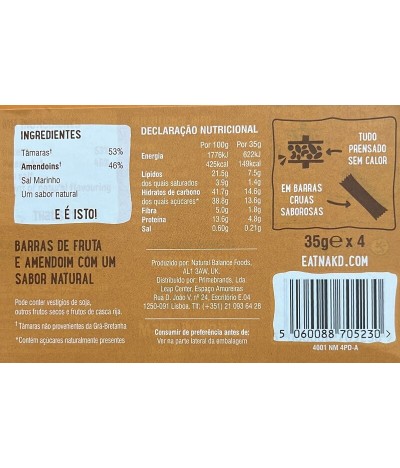 INGREDIENTES
Tâmaras† 53%
Amendoins† 46%
Sal Marinho
Um sabor natural
E É ISTO!
BARRAS DE FRUTA
E AMENDOIM COM UM
SABOR NATURAL
Pode conter vestígios de soja,
outros frutos secos e frutos de casca rija.
† Tâmaras não provenientes da Grã-Bretanha
*Contém açúcares naturalmente presentes
DECLARAÇÃO NUTRICIONAL
Por 100g Por 35g
Energia 1776kJ 622kJ
425kcal 149kcal
Lípidos 21.5g 7.5g
dos quais saturados 3.9g 1.4g
Hidratos de carbono 41.7g 14.6g
dos quais açúcares* 38.8g 13.6g
Fibra 5.0g 1.8g
Proteína 13.6g 4.8g
Sal 0.60g 0.21g
Produzido por: Natural Balance Foods,
AL1 3AW, UK.
Distribuído por: Primebrands, Lda
Leap Center, Espaço Amoreiras
Rua D. João V, nº 24, Escritório E.04
1250-091 Lisboa. Tlf: (+351) 21 093 64 28
Consumir de preferência antes de:
Ver na parte lateral da embalagem
TUDO
PRENSADO
SEM CALOR
EM BARRAS
CRUAS
SABOROSAS
35g℮ x 4
EATNAKD.COM
5 060088 705230 >
4001 NM 4PD-A